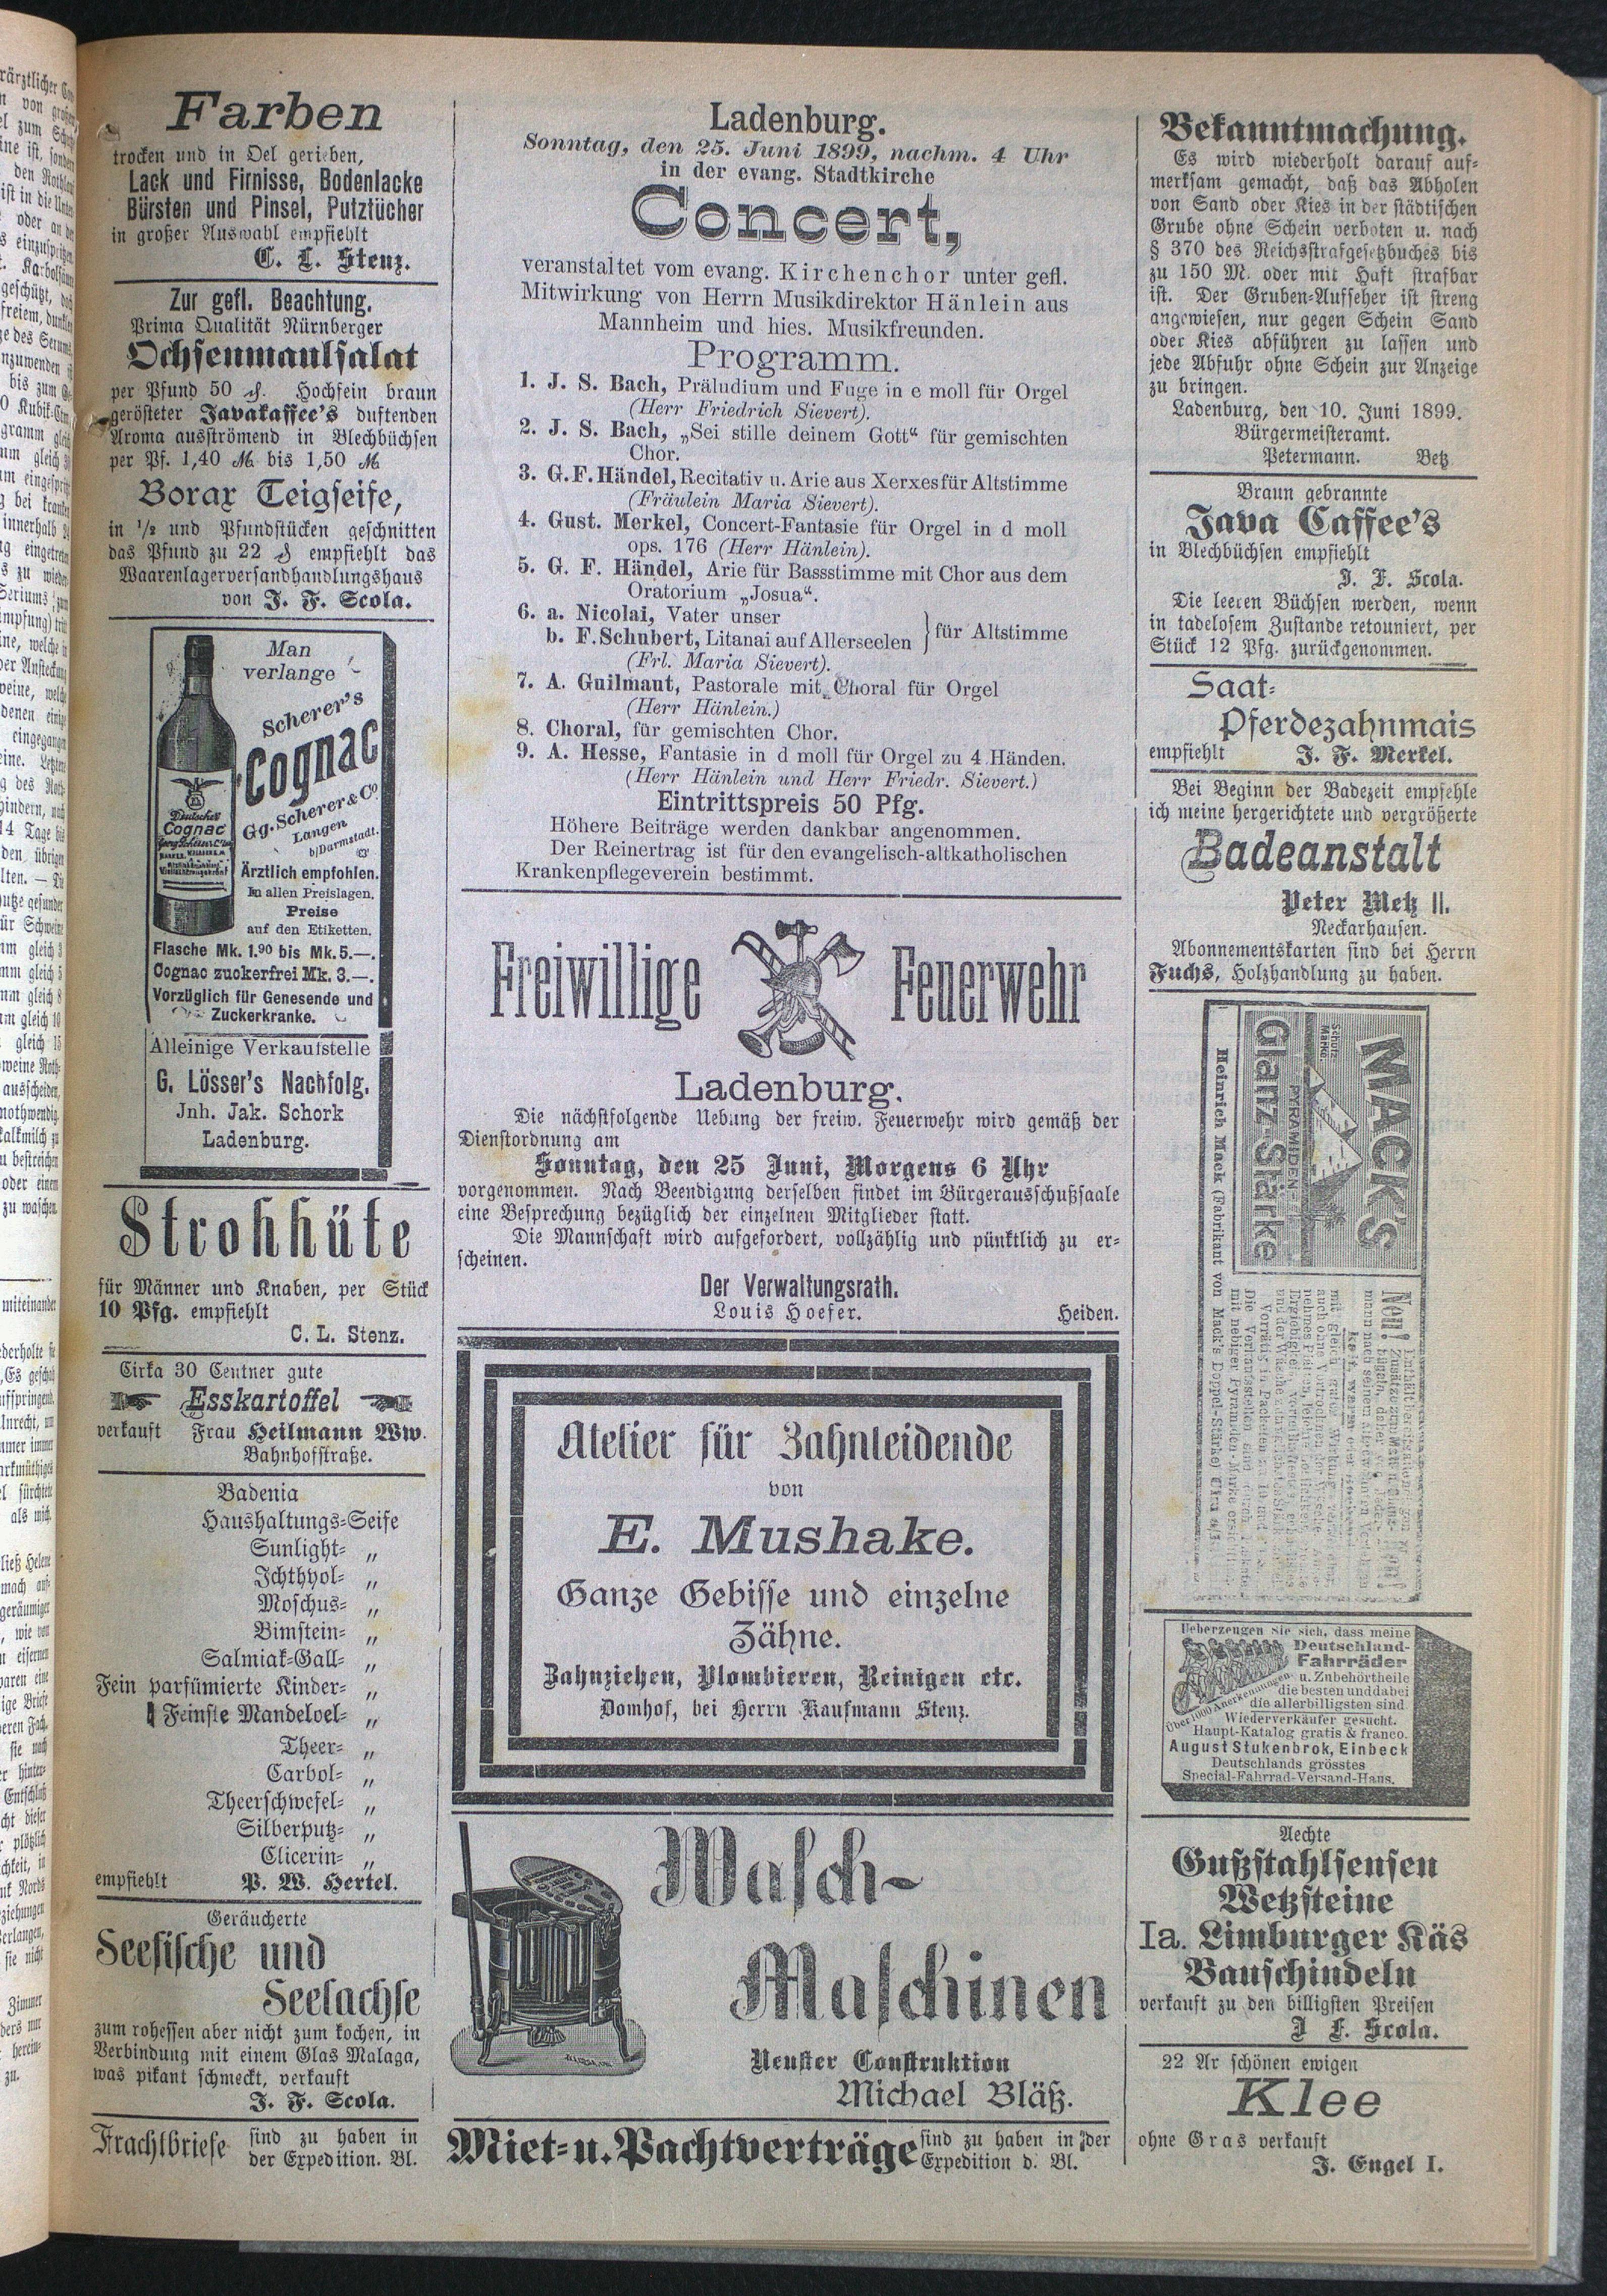 Farben
trocken und in Oel gerieben,
Lack und Firnisse, Bodenlacke
Bürsten und Pinsel, Putztücher
in großer Auswahl empfiehlt
C. L. Stenz.
Zur gefl. Beachtung.
Prima Qualität Nürnberger
Ochsenmaulsalat
per Pfund 50 ₰. Hochfein braun
gerösteter Javakaffee's duftenden
Aroma ausströmend in Blechbüchsen
per Pf. 1,40 ℳ bis 1,50 ℳ
Borax Teigseife,
in 1/2 und Pfundstücken geschnitten
das Pfund zu 22 ₰ empfiehlt das
Waarenlagerversandhandlungshaus
von J. F. Scola.
Man
verlange
Scherer's
Cognac
Gg. Scherer & Co
Langen
b/Darmstadt.
Deutscher
Cognac
Ärztlich empfohlen.
In allen Preislagen.
Preise
auf den Etiketten.
Flasche Mk. 1.90 bis Mk. 5.—.
Cognac zuckerfrei Mk. 3.—.
Vorzüglich für Genesende und
Zuckerkranke.
Alleinige Verkaufstelle
G. Lösser's Nachfolg.
Jnh. Jak. Schork
Ladenburg.
Strohhüte
für Männer und Knaben, per Stück
10 Pfg. empfiehlt
C. L. Stenz.
Cirka 30 Centner gute
Esskartoffel
verkauft Frau Heilmann Ww.
Bahnhofstraße.
Badenia
Haushaltungs-Seife
Sunlight- "
Ichthyol- "
Moschus- "
Bimstein- "
Salmiak-Gall- "
Fein parfümierte Kinder- "
Feinste Mandeloel- "
Theer- "
Carbol- "
Theerschwefel- "
Silberputz- "
Glicerin- "
empfiehlt P. W. Hertel.
Geräucherte
Seefische und
Seelachse
zum rohessen aber nicht zum kochen, in
Verbindung mit einem Glas Malaga,
was pikant schmeckt, verkauft
J. F. Scola.
Frachtbriefe sind zu haben in
der Expedition. Bl.
Ladenburg.
Sonntag, den 25. Juni 1899, nachm. 4 Uhr
in der evang. Stadtkirche
Concert,
veranstaltet vom evang. Kirchenchor unter gefl.
Mitwirkung von Herrn Musikdirektor Hänlein aus
Mannheim und hies. Musikfreunden.
Programm.
1. J. S. Bach, Präludium und Fuge in e moll für Orgel
(Herr Friedrich Sievert).
2. J. S. Bach, „Sei stille deinem Gott“ für gemischten
Chor.
3. G. F. Händel, Recitativ u. Arie aus Xerxes für Altstimme
(Fräulein Maria Sievert).
4. Gust. Merkel, Concert-Fantasie für Orgel in d moll
ops. 176 (Herr Hänlein).
5. G. F. Händel, Arie für Bassstimme mit Chor aus dem
Oratorium „Josua“.
6. a. Nicolai, Vater unser
b. F. Schubert, Litanai auf Allerseelen } für Altstimme
(Frl. Maria Sievert).
7. A. Guilmaut, Pastorale mit Choral für Orgel
(Herr Hänlein.)
8. Choral, für gemischten Chor.
9. A. Hesse, Fantasie in d moll für Orgel zu 4 Händen.
(Herr Hänlein und Herr Friedr. Sievert.)
Eintrittspreis 50 Pfg.
Höhere Beiträge werden dankbar angenommen.
Der Reinertrag ist für den evangelisch-altkatholischen
Krankenpflegeverein bestimmt.
Freiwillige Feuerwehr
Ladenburg.
Die nächstfolgende Uebung der freiw. Feuerwehr wird gemäß der
Dienstordnung am
Sonntag, den 25 Juni, Morgens 6 Uhr
vorgenommen. Nach Beendigung derselben findet im Bürgerausschußsaale
eine Besprechung bezüglich der einzelnen Mitglieder statt.
Die Mannschaft wird aufgefordert, vollzählig und pünktlich zu er-
scheinen.
Der Verwaltungsrath.
Louis Hoefer. Heiden.
Atelier für Zahnleidende
von
E. Mushake.
Ganze Gebisse und einzelne
Zähne.
Zahnziehen, Plombieren, Reinigen etc.
Domhof, bei Herrn Kaufmann Stenz.
Wasch-
Maschinen
Neuster Construktion
Michael Bläß.
Miet- u. Pachtverträge sind zu haben in der
Expedition d. Bl.
Bekanntmachung.
Es wird wiederholt darauf auf-
merksam gemacht, daß das Abholen
von Sand oder Kies in der städtischen
Grube ohne Schein verboten u. nach
§ 370 des Reichsstrafgesetzbuches bis
zu 150 M. oder mit Haft strafbar
ist. Der Gruben-Aufseher ist streng
angewiesen, nur gegen Schein Sand
oder Kies abführen zu lassen und
jede Abfuhr ohne Schein zur Anzeige
zu bringen.
Ladenburg, den 10. Juni 1899.
Bürgermeisteramt.
Petermann. Betz
Braun gebrannte
Java Caffee's
in Blechbüchsen empfiehlt
J. F. Scola.
Die leeren Büchsen werden, wenn
in tadelosem Zustande retouniert, per
Stück 12 Pfg. zurückgenommen.
Saat-
Pferdezahnmais
empfiehlt J. F. Merkel.
Bei Beginn der Badezeit empfehle
ich meine hergerichtete und vergrößerte
Badeanstalt
Peter Metz II.
Neckarhausen.
Abonnementskarten sind bei Herrn
Fuchs, Holzhandlung zu haben.
MACK'S
Schutz
Marke
PYRAMIDEN-
Glanz-Stärke
Neu!
Heinrich Mack (Fabrikant von Mack's Doppel-Stärke) Ulm a/D.
Ueberzeugen Sie sich, dass meine
Deutschland-
Fahrräder
u. Zubehörtheile
die besten und dabei
die allerbilligsten sind
Über 1000 Anerkennungen
Wiederverkäufer gesucht.
Haupt-Katalog gratis & franco.
August Stukenbrok, Einbeck
Deutschlands grösstes
Special-Fahrrad-Versand-Haus.
Aechte
Gußstahlsensen
Wetzsteine
Ia. Limburger Käs
Bauschindeln
verkauft zu den billigsten Preisen
J F. Scola.
22 Ar schönen ewigen
Klee
ohne Gras verkauft
J. Engel I.